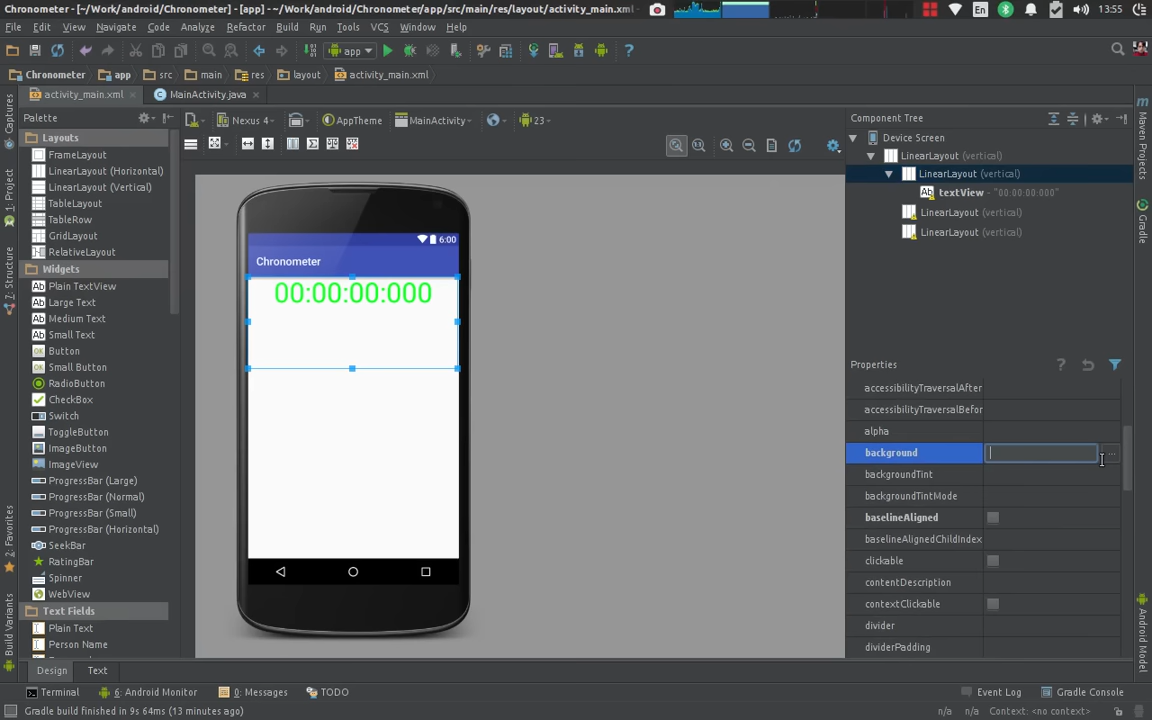 Chronometer - [~/Work/android/Chronometer] - [app] - ~/Work/android/Chronometer/app/src/main/res/layout/activity_main.xml
En
13:55
File Edit View Navigate Code Analyze Refactor Build Run Tools VCS Window Help
app
Chronometer app src main res layout activity_main.xml
activity_main.xml MainActivity.java
Palette
Nexus 4 AppTheme MainActivity 23
Component Tree
Layouts
FrameLayout
LinearLayout (Horizontal)
LinearLayout (Vertical)
TableLayout
TableRow
GridLayout
RelativeLayout
Widgets
Plain TextView
Large Text
Medium Text
Small Text
Button
Small Button
RadioButton
CheckBox
Switch
ToggleButton
ImageButton
ImageView
ProgressBar (Large)
ProgressBar (Normal)
ProgressBar (Small)
ProgressBar (Horizontal)
SeekBar
RatingBar
Spinner
WebView
Text Fields
Plain Text
Person Name
Captures
1: Project
7: Structure
2: Favorites
Build Variants
6:00
Chronometer
00:00:00:000
Device Screen
LinearLayout (vertical)
LinearLayout (vertical)
textView - "00:00:00:000"
LinearLayout (vertical)
LinearLayout (vertical)
Properties
accessibilityTraversalAfter
accessibilityTraversalBefor
alpha
background
...
backgroundTint
backgroundTintMode
baselineAligned
baselineAlignedChildIndex
clickable
contentDescription
contextClickable
divider
dividerPadding
Maven Projects
Gradle
Android Model
Design Text
Terminal 6: Android Monitor 0: Messages TODO Event Log Gradle Console
Gradle build finished in 9s 64ms (13 minutes ago) n/a n/a Context: <no context>